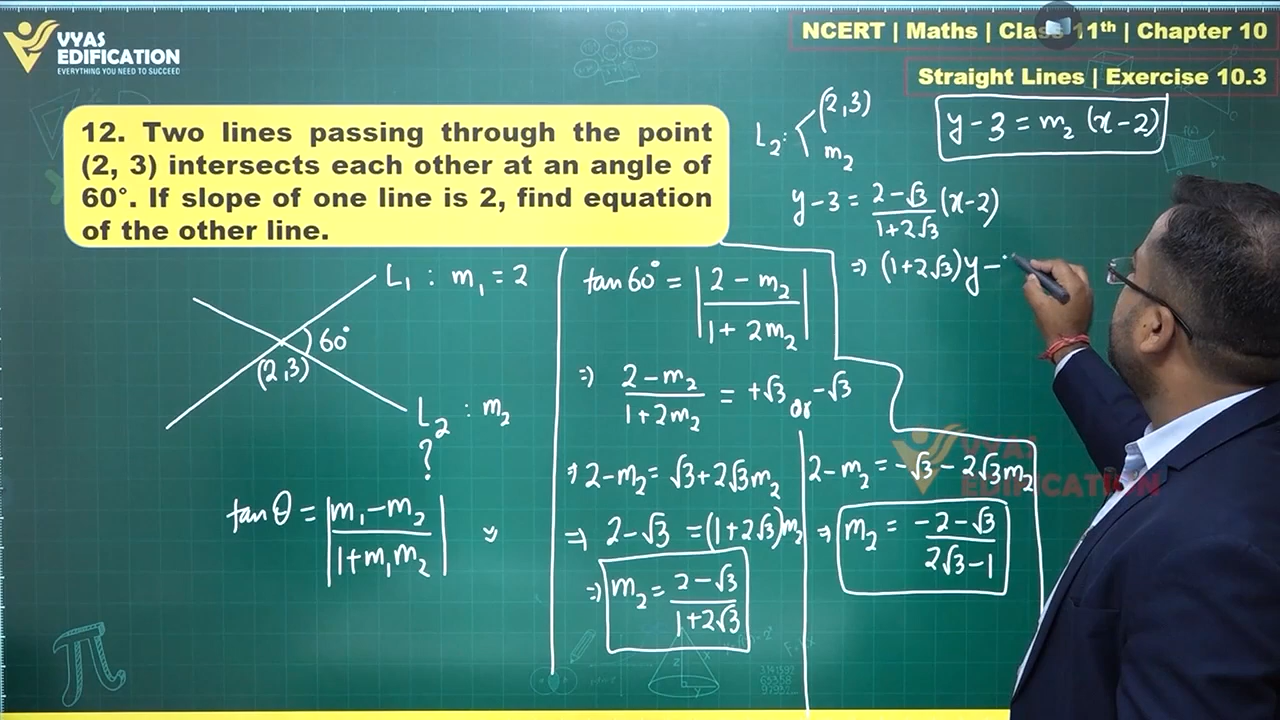 VYAS
EDIFICATION
EVERYTHING YOU NEED TO SUCCEED
NCERT | Maths | Class 11th | Chapter 10
Straight Lines | Exercise 10.3
12. Two lines passing through the point
(2, 3) intersects each other at an angle of
60°. If slope of one line is 2, find equation
of the other line.
L₁ : m₁ = 2
60°
(2,3)
L₂ : m₂
?
tan θ = |(m₁ - m₂)/(1 + m₁m₂)|
tan 60° = |(2 - m₂)/(1 + 2m₂)|
⇒ (2 - m₂)/(1 + 2m₂) = +√3 or -√3
⇒ 2 - m₂ = √3 + 2√3m₂
⇒ 2 - √3 = (1 + 2√3)m₂
⇒ m₂ = (2 - √3)/(1 + 2√3)
2 - m₂ = -√3 - 2√3m₂
⇒ m₂ = (-2 - √3)/(2√3 - 1)
L₂ : (2,3)
m₂
y - 3 = m₂ (x - 2)
y - 3 = (2 - √3)/(1 + 2√3) (x - 2)
⇒ (1 + 2√3)y -
VYAS
EDIFICATION